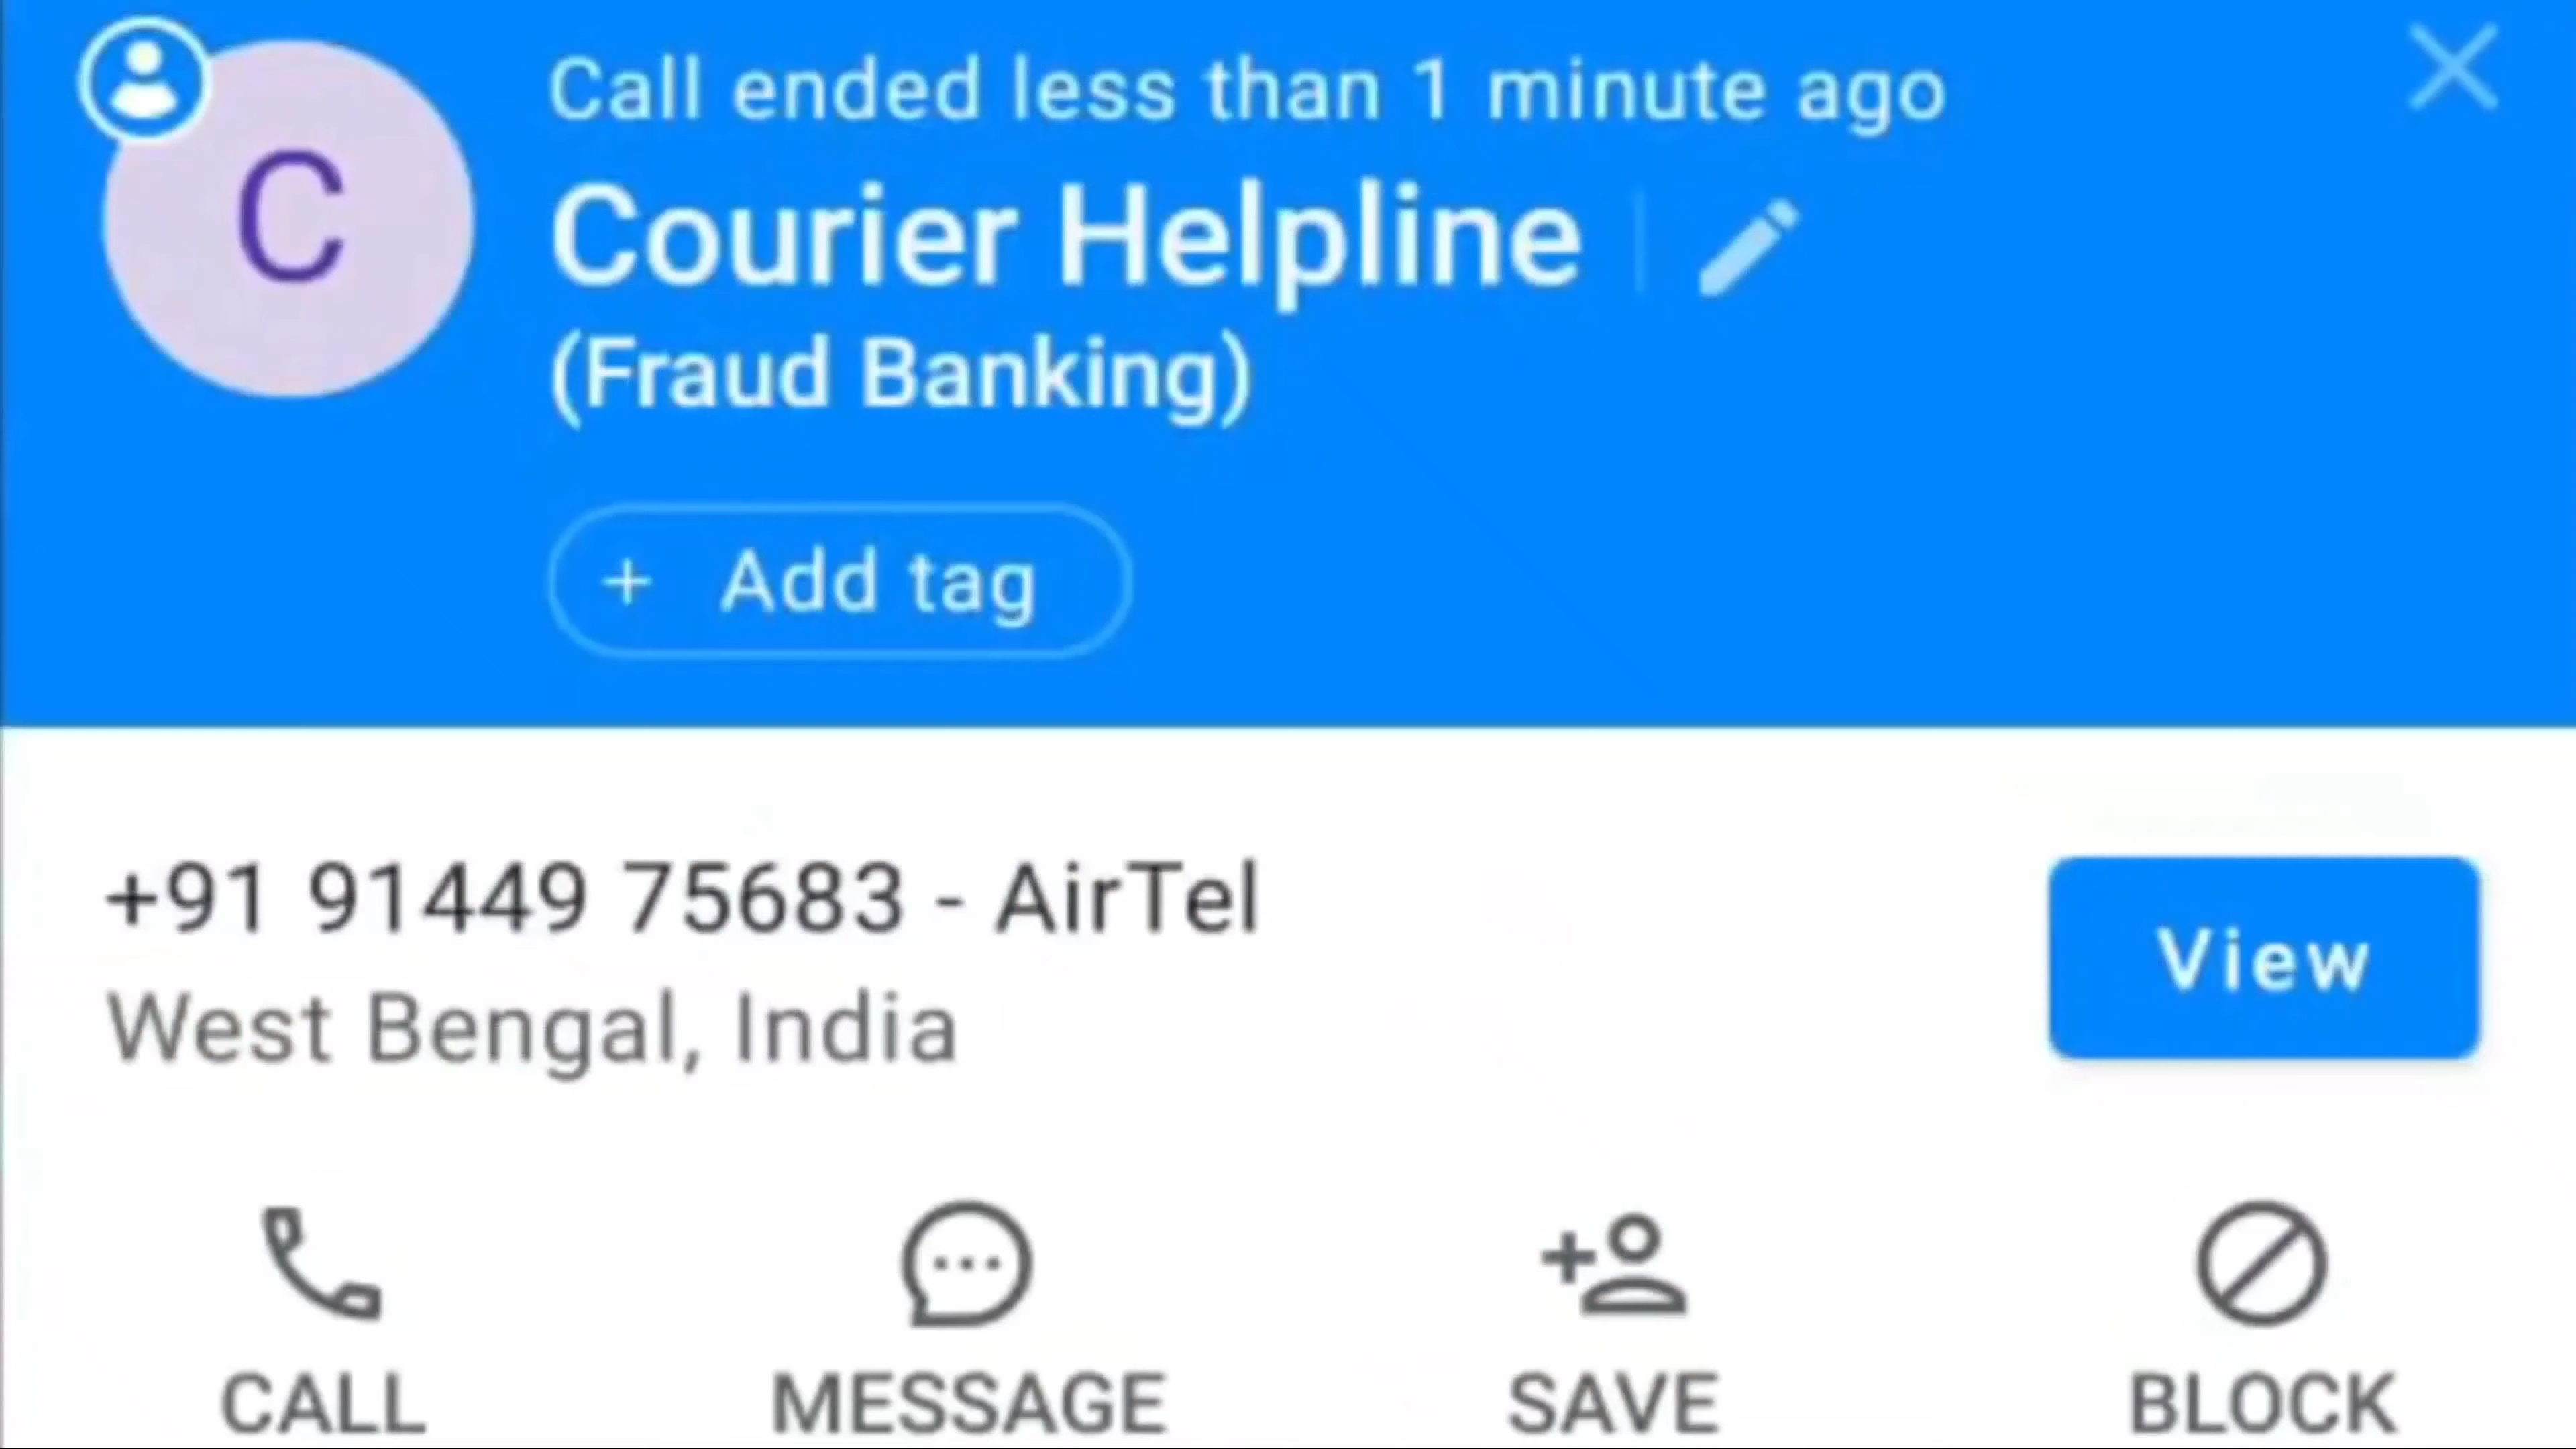 Call ended less than 1 minute ago
C
Courier Helpline
(Fraud Banking)
+ Add tag
+91 91449 75683 - AirTel
View
West Bengal, India
CALL MESSAGE SAVE BLOCK